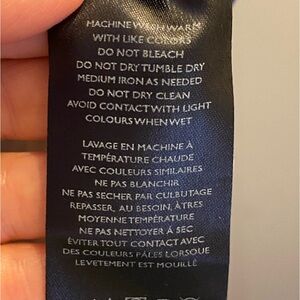 MACHINE WASH WARM
WITH LIKE COLORS
DO NOT BLEACH
DO NOT DRY TUMBLE DRY
MEDIUM IRON AS NEEDED
DO NOT DRY CLEAN
AVOID CONTACT WITH LIGHT
COLOURS WHEN WET
LAVAGE EN MACHINE À
TEMPÉRATURE CHAUDE
AVEC COULEURS SIMILAIRES
NE PAS BLANCHIR
NE PAS SECHER PAR CULBUTAGE
REPASSER, AU BESOIN, À TRES
MOYENNE TEMPÉRATURE
NE PAS NETTOYER À SEC
ÉVITER TOUT CONTACT AVEC
DES COULEURS PÂLES LORSQUE
LE VETEMENT EST MOUILLÉ